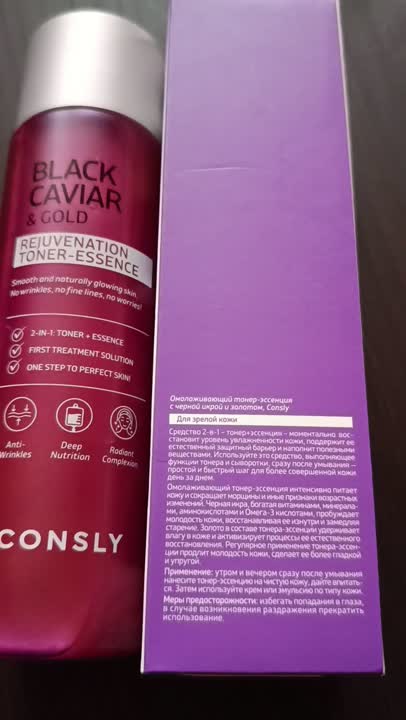 BLACK
CAVIAR
& GOLD
REJUVENATION
TONER-ESSENCE
Smooth and naturally glowing skin.
No wrinkles, no fine lines, no worries!
2-IN-1: TONER + ESSENCE
FIRST TREATMENT SOLUTION
ONE STEP TO PERFECT SKIN!
Anti-
Wrinkles
Deep
Nutrition
Radiant
Complexion
CONSLY
Омолаживающий тонер-эссенция
с черной икрой и золотом, Consly
Для зрелой кожи
Средство 2-в-1 – тонер+эссенция – моментально вос-
становит уровень увлажненности кожи, поддержит ее
естественный защитный барьер и наполнит полезными
веществами. Используйте это средство, выполняющее
функции тонера и сыворотки, сразу после умывания –
простой и быстрый шаг для более совершенной кожи
день за днем.
Омолаживающий тонер-эссенция интенсивно питает
кожу и сокращает морщины и иные признаки возрастных
изменений. Черная икра, богатая витаминами, минерала-
ми, аминокислотами и Омега-3 кислотами, пробуждает
молодость кожи, восстанавливая ее изнутри и замедляя
старение. Золото в составе тонера-эссенции удерживает
влагу в коже и активизирует процессы ее естественного
восстановления. Регулярное применение тонера-эссен-
ции продлит молодость кожи, сделает ее более гладкой
и упругой.
Применение: утром и вечером сразу после умывания
нанесите тонер-эссенцию на чистую кожу, дайте впитать-
ся. Затем используйте крем или эмульсию по типу кожи.
Меры предосторожности: избегать попадания в глаза,
в случае возникновения раздражения прекратить
использование.